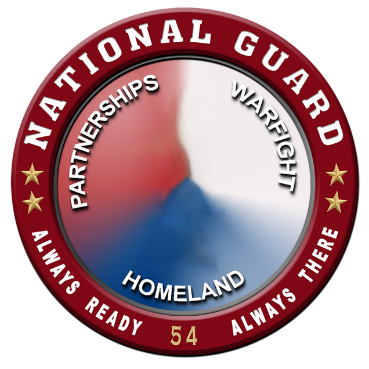 NATIONAL GUARD
PARTNERSHIPS
WARFIGHT
HOMELAND
ALWAYS READY
54
ALWAYS THERE